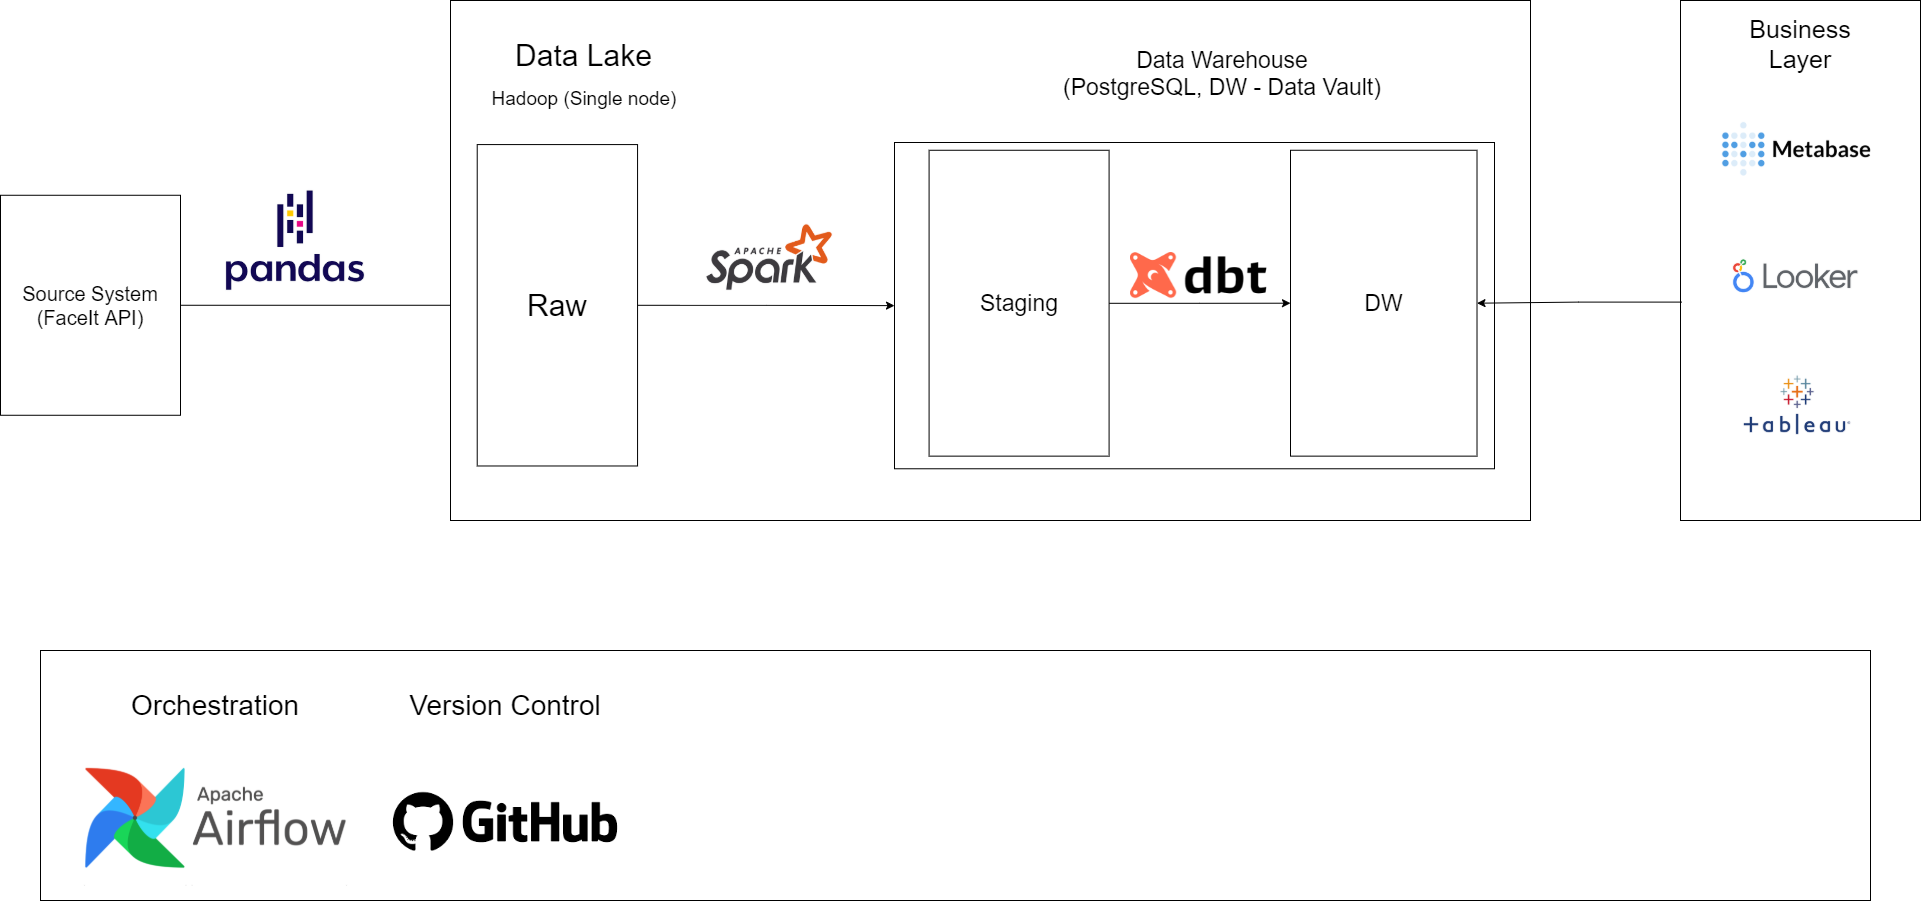 Data Lake
Hadoop (Single node)
Data Warehouse
(PostgreSQL, DW - Data Vault)
Business
Layer
Metabase
Source System
(FaceIt API)
pandas
Raw
APACHE
Spark
Staging
dbt
DW
Looker
+ableau
Orchestration
Version Control
Apache
Airflow
GitHub